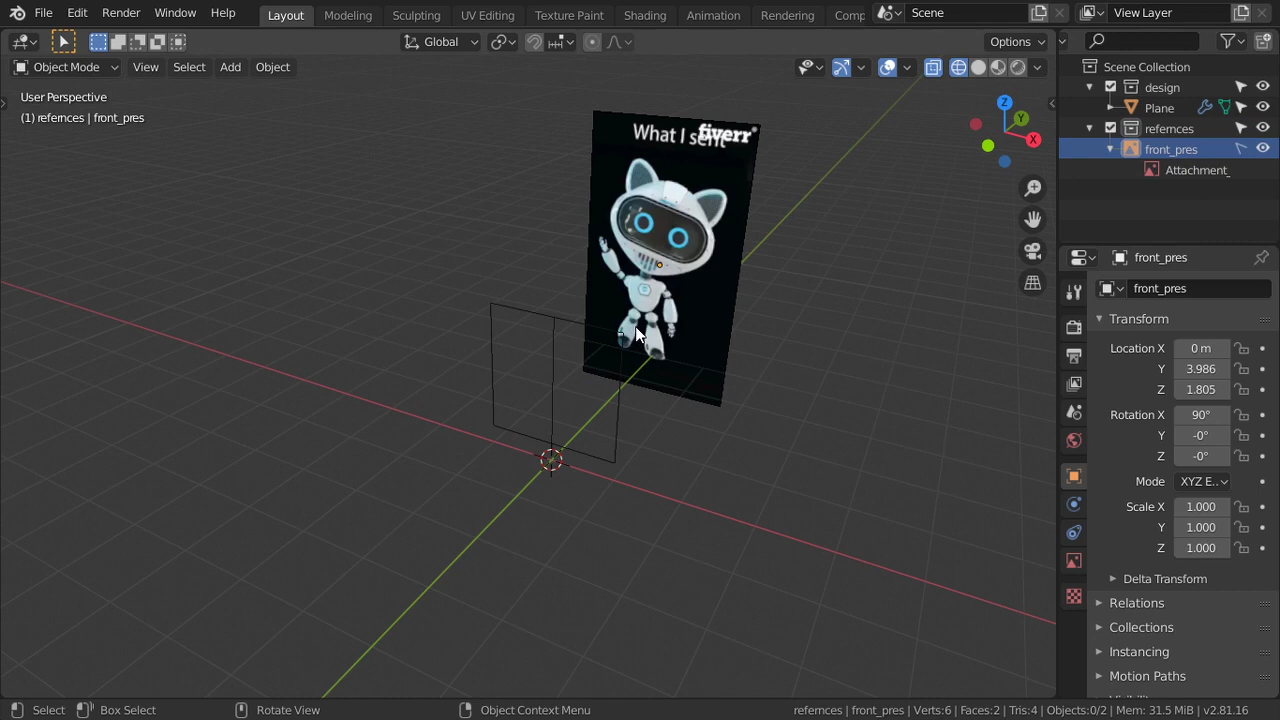 File Edit Render Window Help Layout Modeling Sculpting UV Editing Texture Paint Shading Animation Rendering Comp Scene View Layer
Global Options
Object Mode View Select Add Object
User Perspective
(1) refernces | front_pres
What I sent
fiverr
Z
Y
X
Scene Collection
design
Plane
refernces
front_pres
Attachment_
front_pres
front_pres
Transform
Location X 0 m
Y 3.986
Z 1.805
Rotation X 90°
Y -0°
Z -0°
Mode XYZ E..
Scale X 1.000
Y 1.000
Z 1.000
Delta Transform
Relations
Collections
Instancing
Motion Paths
Select Box Select Rotate View Object Context Menu refernces | front_pres | Verts:6 | Faces:2 | Tris:4 | Objects:0/2 | Mem: 31.5 MiB | v2.81.16